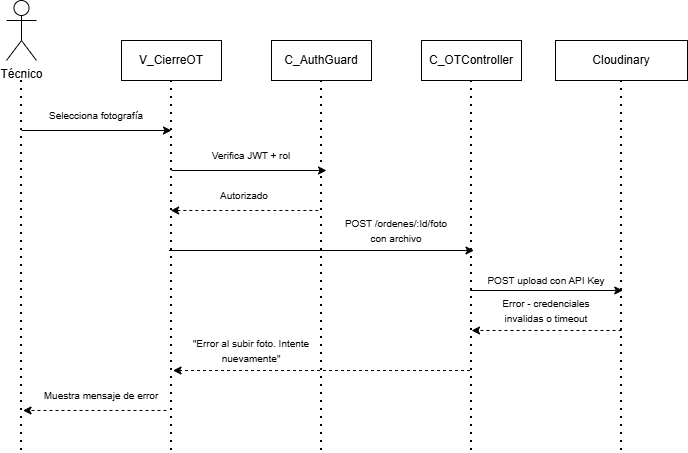 Técnico
V_CierreOT
C_AuthGuard
C_OTController
Cloudinary
Selecciona fotografía
Verifica JWT + rol
Autorizado
POST /ordenes/:Id/foto
con archivo
POST upload con API Key
Error - credenciales
invalidas o timeout
"Error al subir foto. Intente
nuevamente"
Muestra mensaje de error